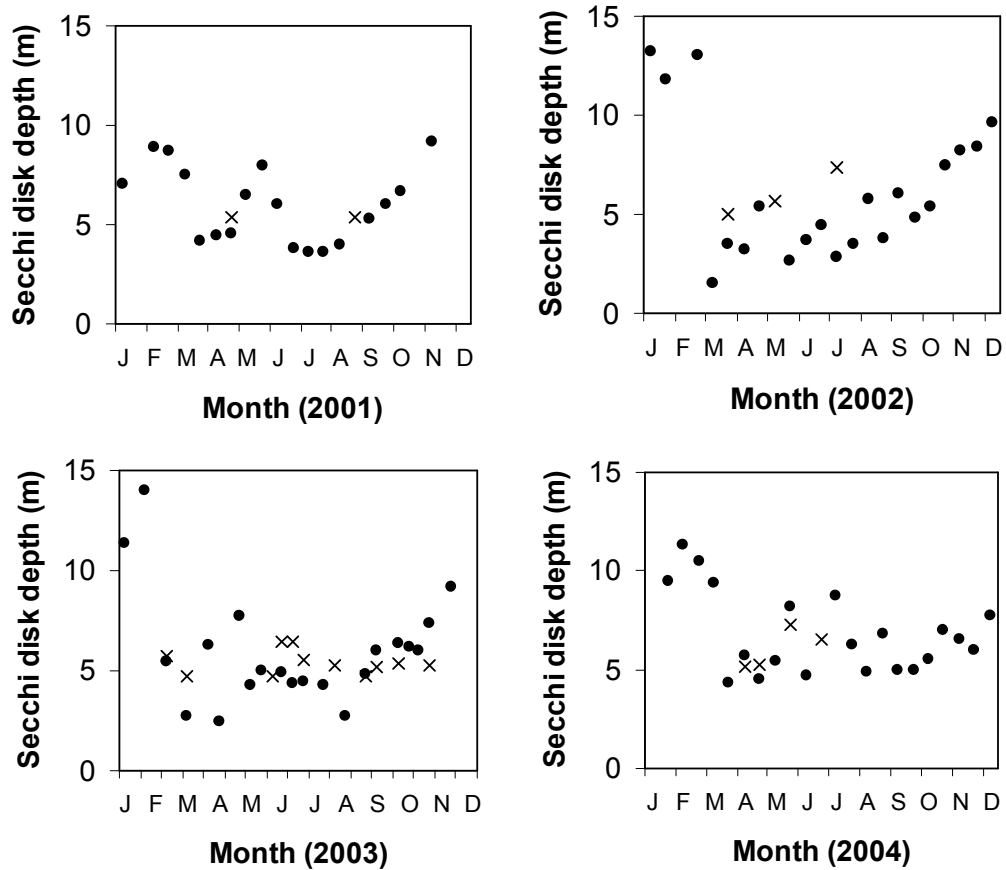 Secchi disk depth (m)
15
10
5
0
J F M A M J J A S O N D
Month (2001)
Secchi disk depth (m)
15
10
5
0
J F M A M J J A S O N D
Month (2002)
Secchi disk depth (m)
15
10
5
0
J F M A M J J A S O N D
Month (2003)
Secchi disk depth (m)
15
10
5
0
J F M A M J J A S O N D
Month (2004)